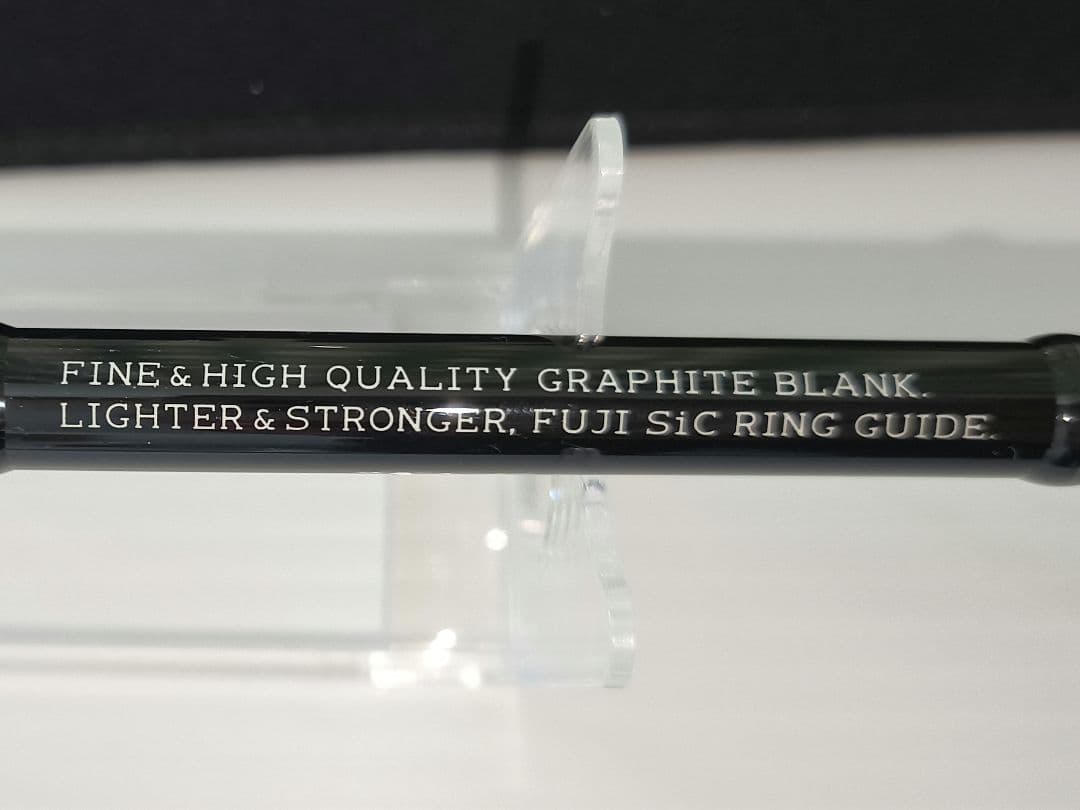 FINE & HIGH QUALITY GRAPHITE BLANK.
LIGHTER & STRONGER, FUJI SiC RING GUIDE.